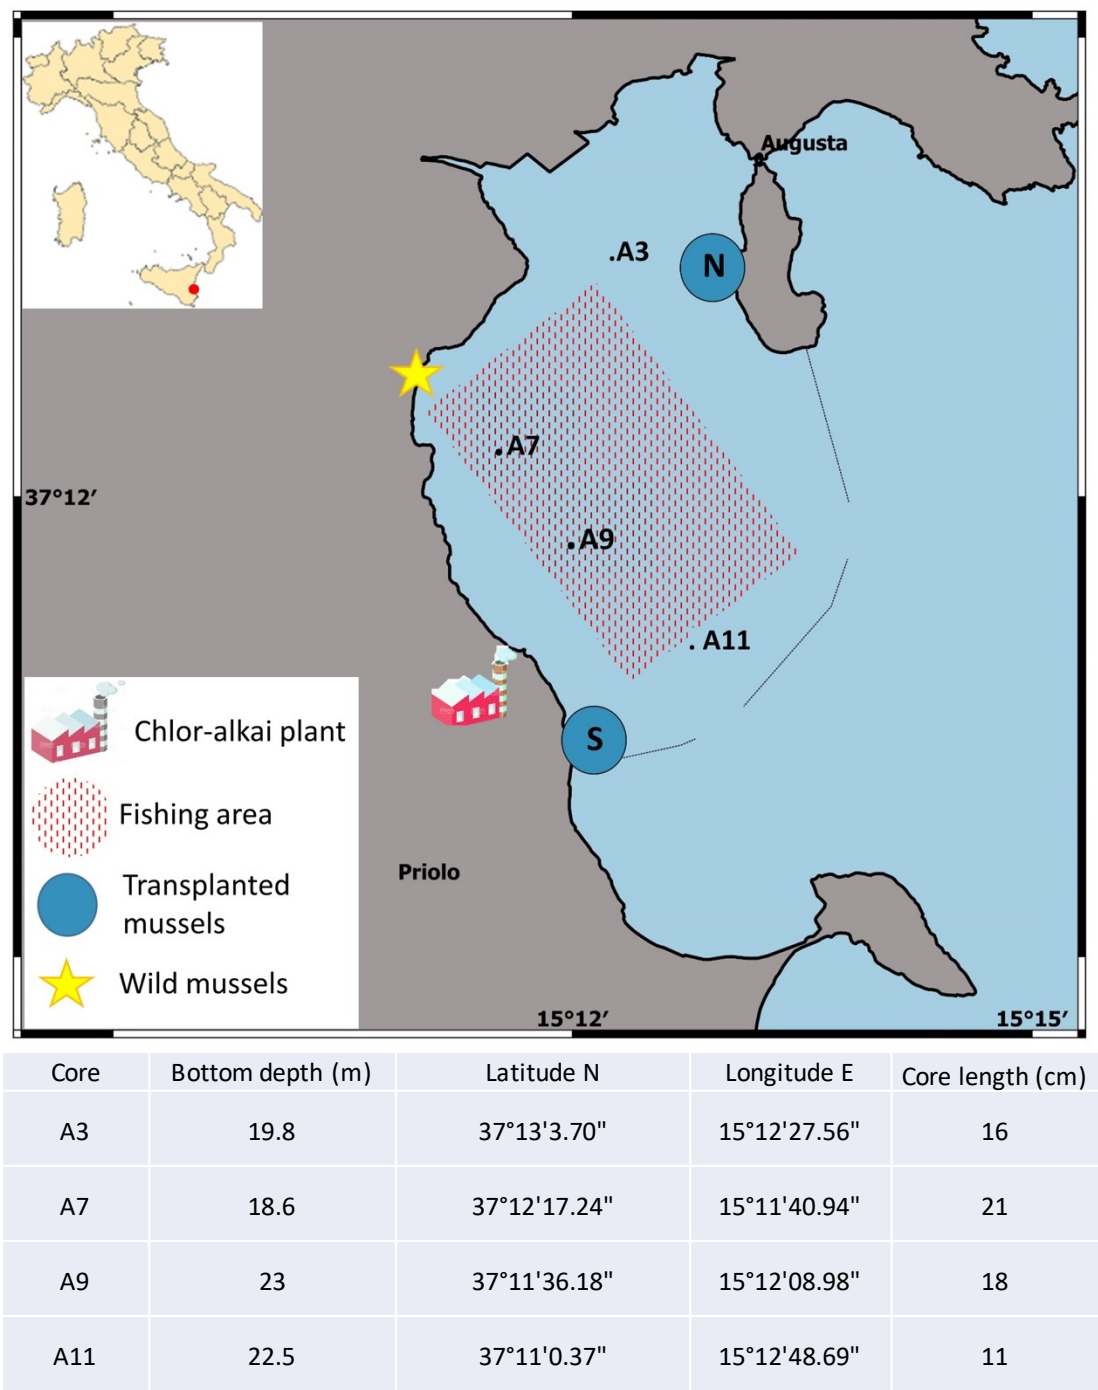 Augusta
.A3
N
.A7
37°12′
.A9
. A11
Chlor-alkai plant
S
Fishing area
Priolo
Transplanted
mussels
Wild mussels
15°12′
15°15′
Core Bottom depth (m) Latitude N Longitude E Core length (cm)
A3 19.8 37°13'3.70" 15°12'27.56" 16
A7 18.6 37°12'17.24" 15°11'40.94" 21
A9 23 37°11'36.18" 15°12'08.98" 18
A11 22.5 37°11'0.37" 15°12'48.69" 11